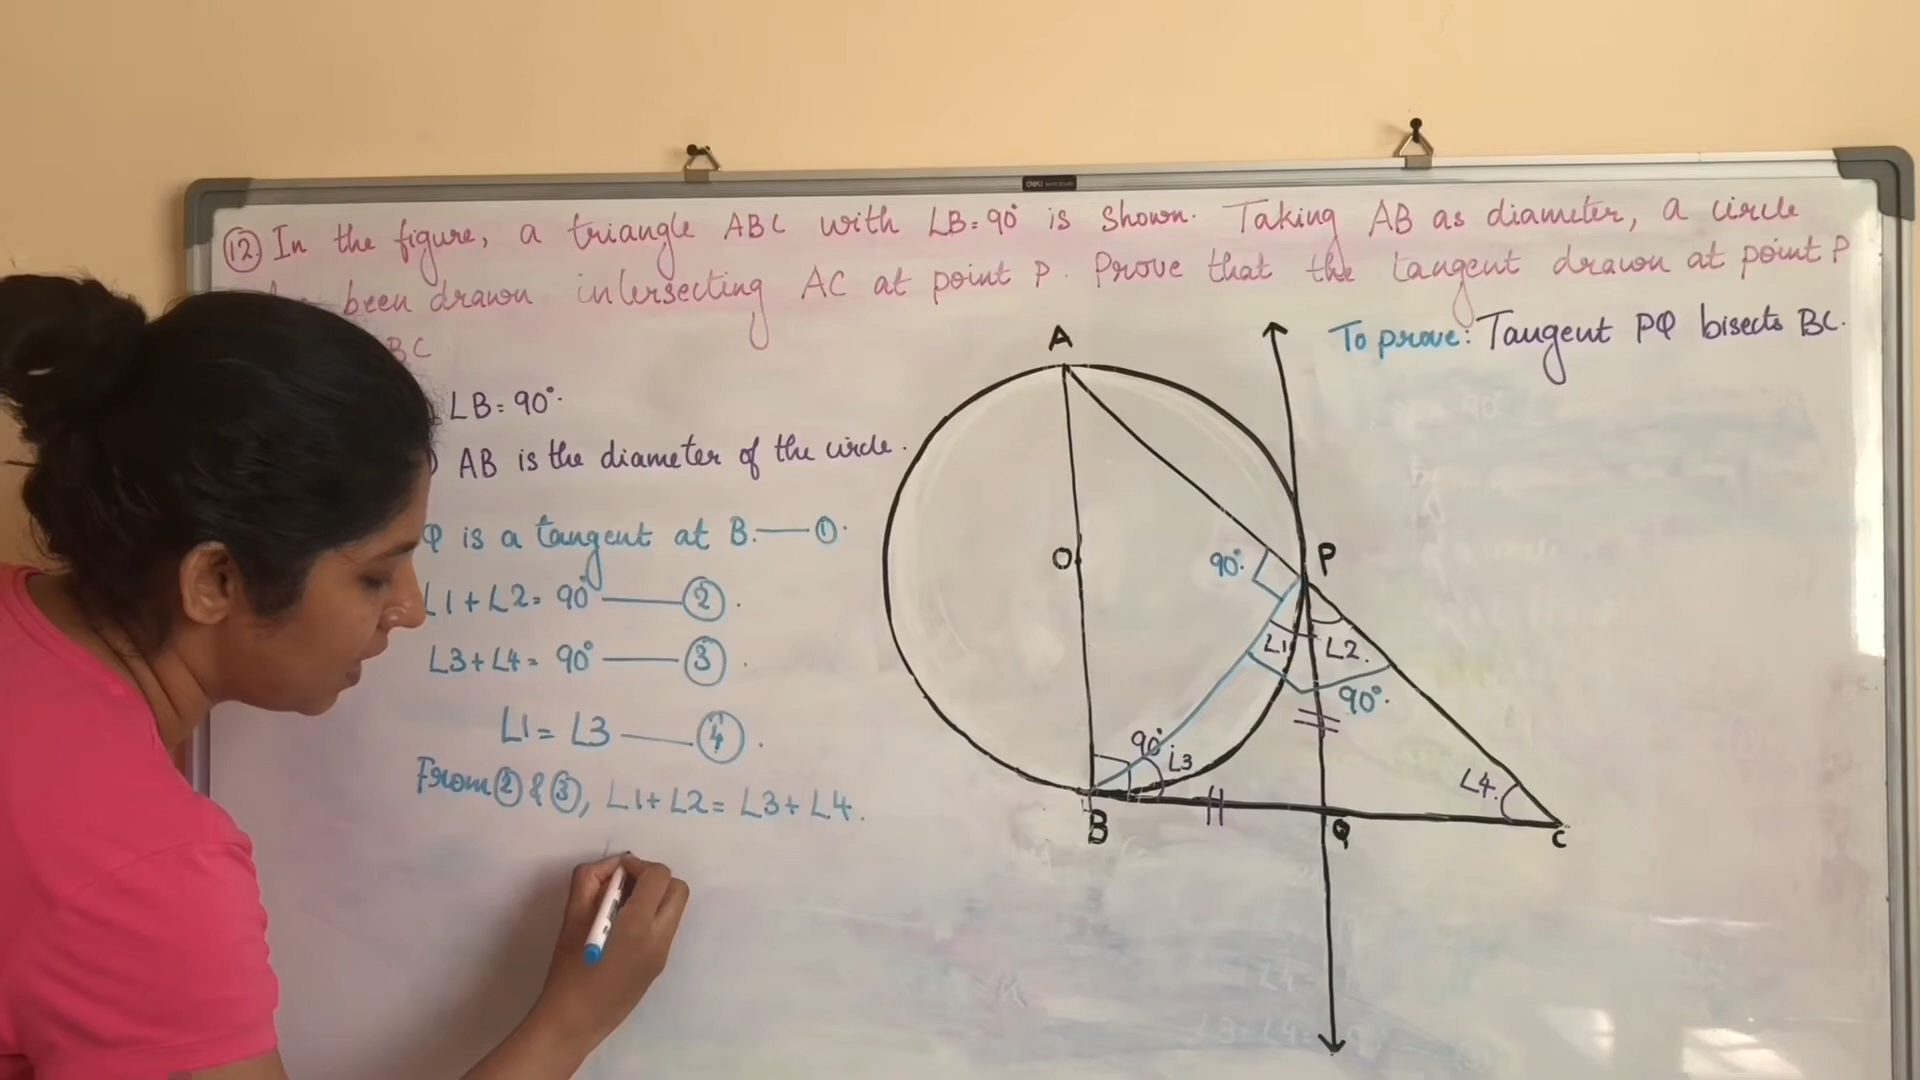 12. In the figure, a triangle ABC with ∠B=90° is shown. Taking AB as diameter, a circle
been drawn intersecting AC at point P. Prove that the tangent drawn at point P
BC
To prove: Tangent PQ bisects BC.
∠B=90°.
AB is the diameter of the circle.
Q is a tangent at B. — ①.
∠1+∠2= 90° — ②.
∠3+∠4= 90° — ③.
∠1= ∠3 — ④.
From ② & ③, ∠1+∠2= ∠3+∠4.
A
O
90°.
P
∠1
∠2.
90°.
90°
∠3
∠4.
B
Q
C
deli